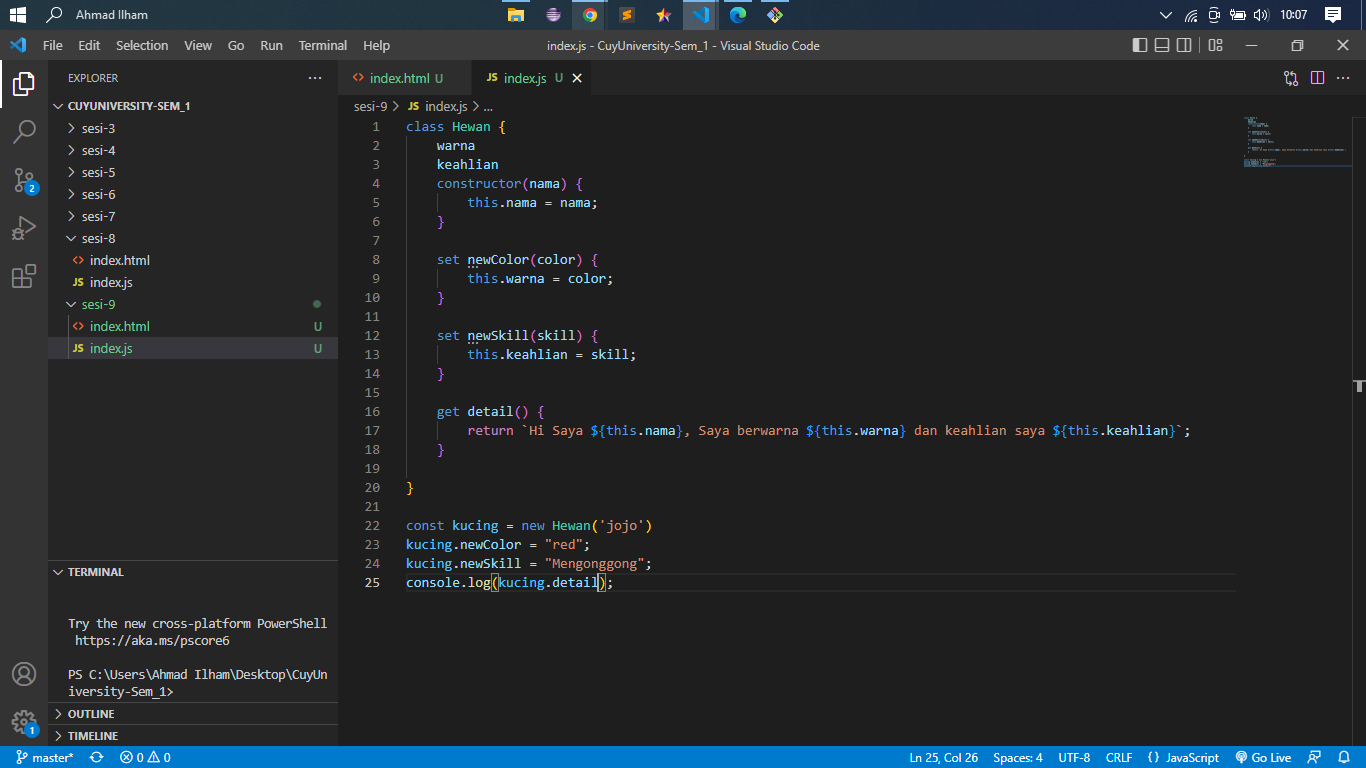 Ahmad Ilham
10:07
File Edit Selection View Go Run Terminal Help
index.js - CuyUniversity-Sem_1 - Visual Studio Code
EXPLORER
CUYUNIVERSITY-SEM_1
sesi-3
sesi-4
sesi-5
sesi-6
sesi-7
sesi-8
<> index.html
JS index.js
sesi-9
<> index.html U
JS index.js U
2
1
TERMINAL
Try the new cross-platform PowerShell
https://aka.ms/pscore6
PS C:\Users\Ahmad Ilham\Desktop\CuyUn
iversity-Sem_1>
OUTLINE
TIMELINE
<> index.html U JS index.js U
sesi-9 > JS index.js > ...
1 class Hewan {
2     warna
3     keahlian
4     constructor(nama) {
5         this.nama = nama;
6     }
7
8     set newColor(color) {
9         this.warna = color;
10     }
11
12     set newSkill(skill) {
13         this.keahlian = skill;
14     }
15
16     get detail() {
17         return `Hi Saya ${this.nama}, Saya berwarna ${this.warna} dan keahlian saya ${this.keahlian}`;
18     }
19
20 }
21
22 const kucing = new Hewan('jojo')
23 kucing.newColor = "red";
24 kucing.newSkill = "Mengonggong";
25 console.log(kucing.detail);
master* 0 0 Ln 25, Col 26 Spaces: 4 UTF-8 CRLF {} JavaScript Go Live